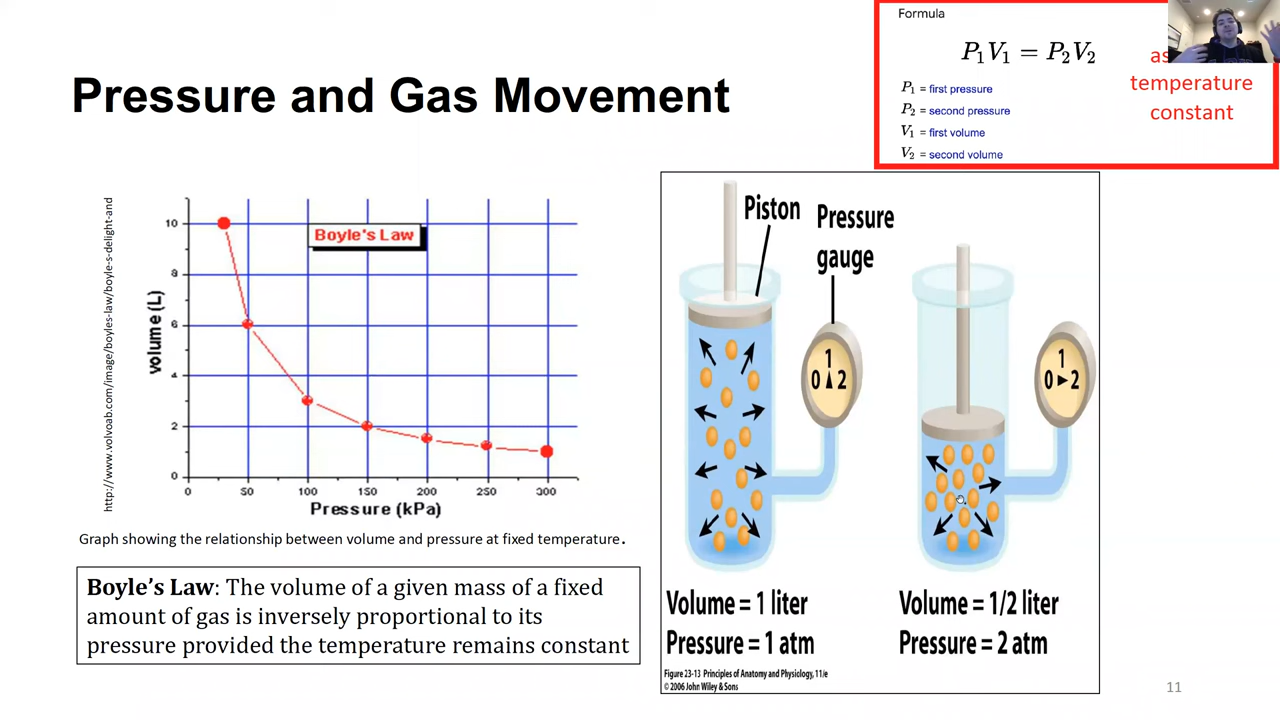 Pressure and Gas Movement
Formula
P₁V₁ = P₂V₂
P₁ = first pressure
P₂ = second pressure
V₁ = first volume
V₂ = second volume
temperature
constant
http://www.volvoab.com/image/boyles-law/boyle-s-delight-and
Boyle's Law
volume (L)
10
8
6
4
2
0
0 50 100 150 200 250 300
Pressure (kPa)
Graph showing the relationship between volume and pressure at fixed temperature.
Boyle's Law: The volume of a given mass of a fixed
amount of gas is inversely proportional to its
pressure provided the temperature remains constant
Piston
Pressure
gauge
1
0 2
1
0 2
Volume = 1 liter
Pressure = 1 atm
Volume = 1/2 liter
Pressure = 2 atm
Figure 23-13 Principles of Anatomy and Physiology, 11/e
© 2006 John Wiley & Sons
11